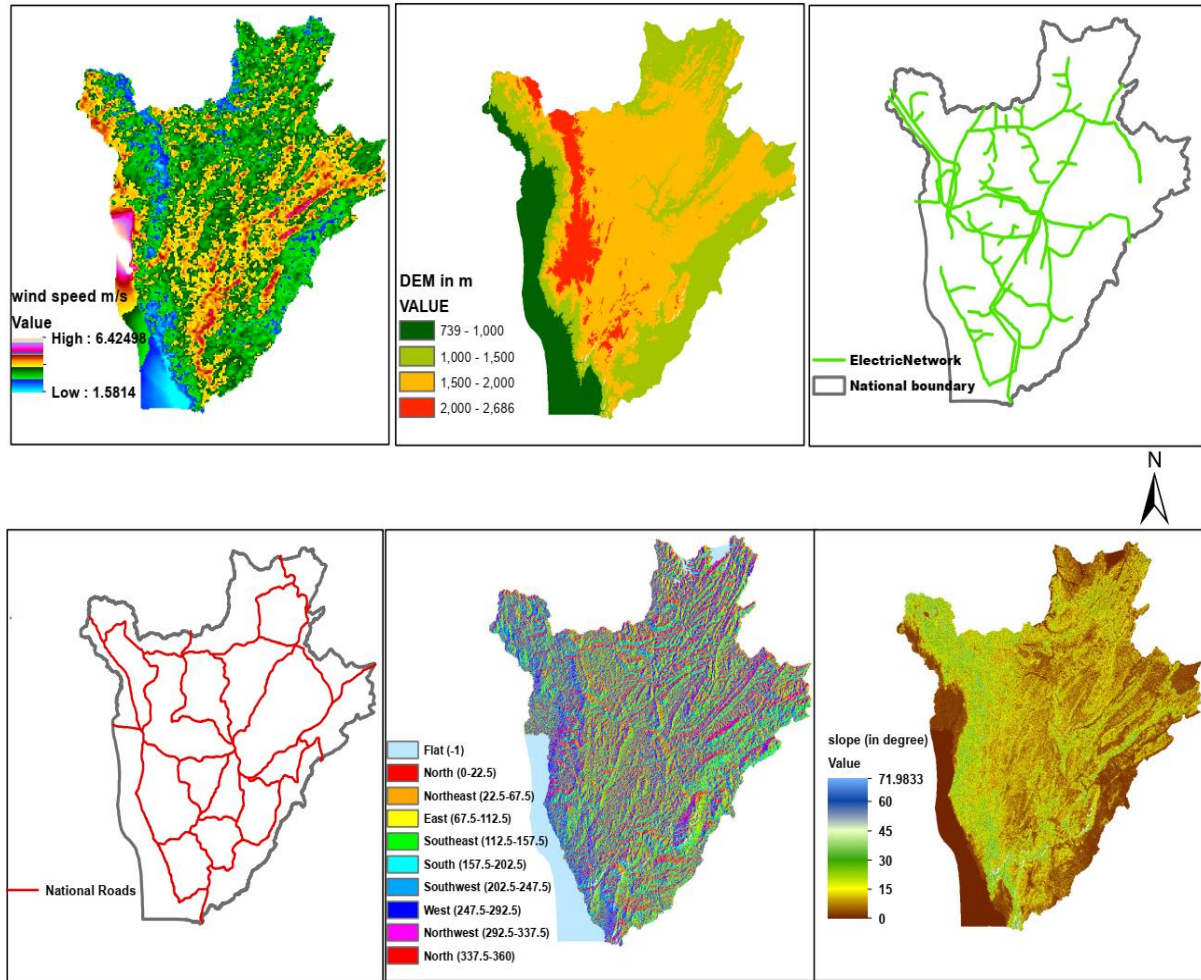 wind speed m/s
Value
High : 6.42498
Low : 1.5814
DEM in m
VALUE
739 - 1,000
1,000 - 1,500
1,500 - 2,000
2,000 - 2,686
ElectricNetwork
National boundary
N
National Roads
Flat (-1)
North (0-22.5)
Northeast (22.5-67.5)
East (67.5-112.5)
Southeast (112.5-157.5)
South (157.5-202.5)
Southwest (202.5-247.5)
West (247.5-292.5)
Northwest (292.5-337.5)
North (337.5-360)
slope (in degree)
Value
71.9833
60
45
30
15
0